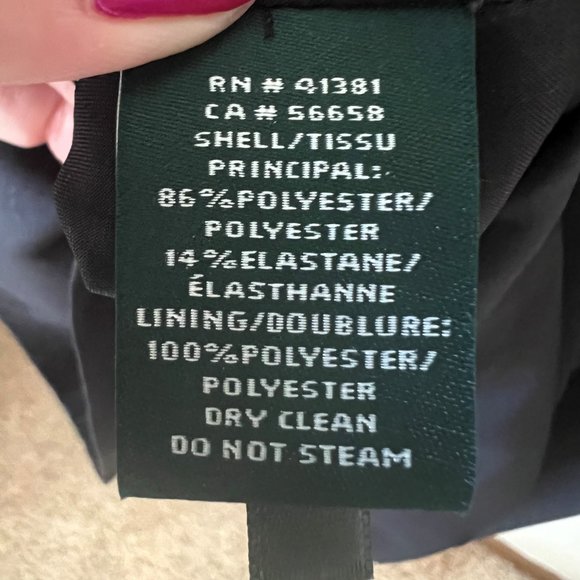 RN # 41381
CA # 56658
SHELL/TISSU
PRINCIPAL:
86%POLYESTER/
POLYESTER
14%ELASTANE/
ÉLASTHANNE
LINING/DOUBLURE:
100%POLYESTER/
POLYESTER
DRY CLEAN
DO NOT STEAM